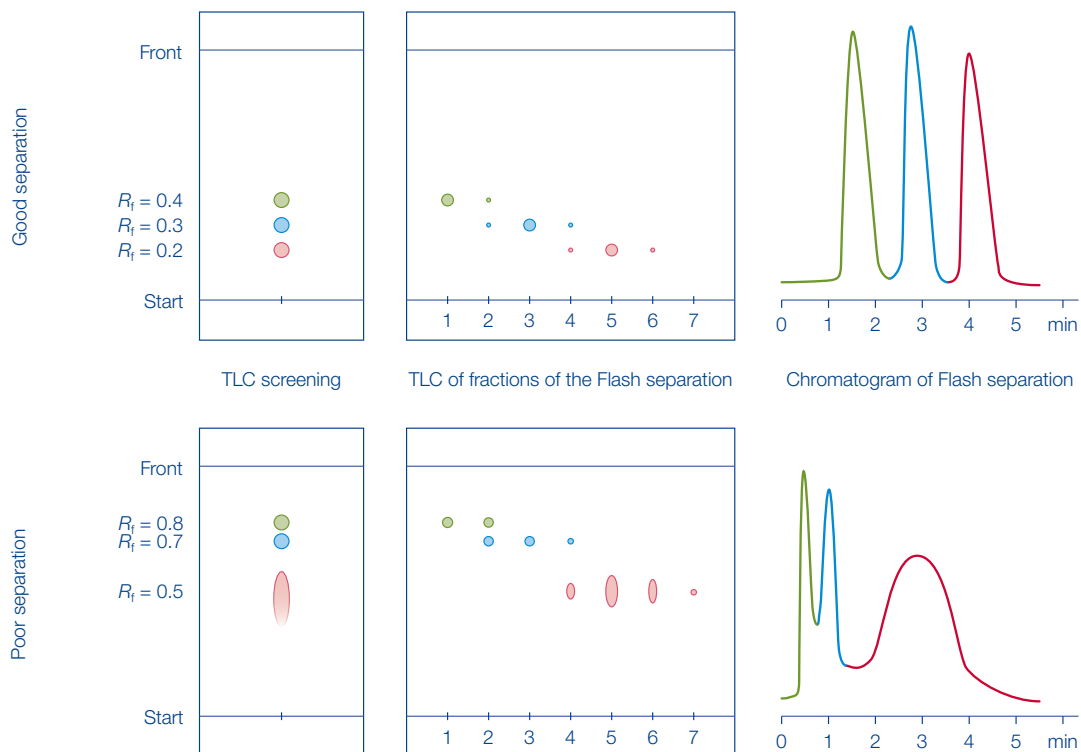 Good separation
Front
Rf = 0.4
Rf = 0.3
Rf = 0.2
Start
1 2 3 4 5 6 7
0 1 2 3 4 5 min
TLC screening
TLC of fractions of the Flash separation
Chromatogram of Flash separation
Poor separation
Front
Rf = 0.8
Rf = 0.7
Rf = 0.5
Start
1 2 3 4 5 6 7
0 1 2 3 4 5 min